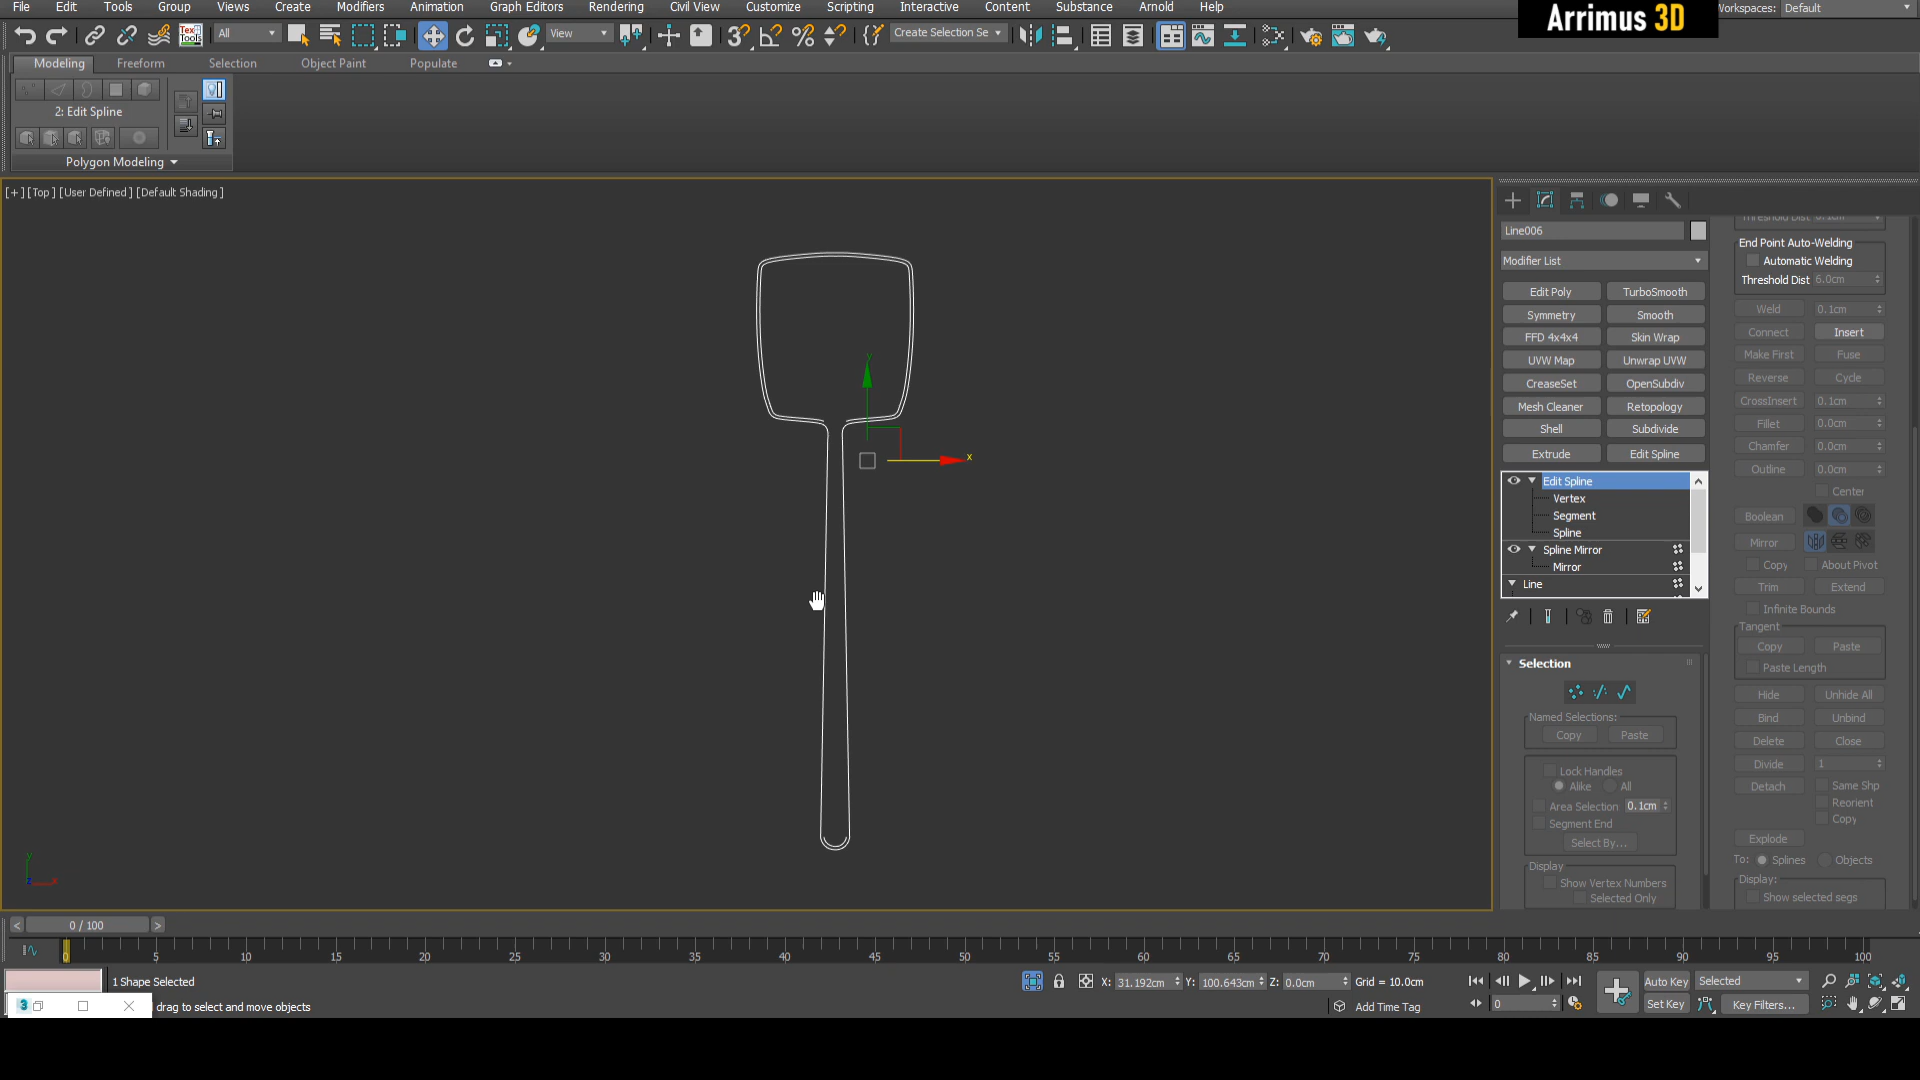 File Edit Tools Group Views Create Modifiers Animation Graph Editors Rendering Civil View Customize Scripting Interactive Content Substance Arnold Help
Workspaces: Default
Arrimus 3D
All
View
Create Selection Se
Modeling Freeform Selection Object Paint Populate
2: Edit Spline
Polygon Modeling
[+] [Top] [User Defined] [Default Shading]
y
x
Line006
Modifier List
Edit Poly TurboSmooth
Symmetry Smooth
FFD 4x4x4 Skin Wrap
UVW Map Unwrap UVW
CreaseSet OpenSubdiv
Mesh Cleaner Retopology
Shell Subdivide
Extrude Edit Spline
Edit Spline
Vertex
Segment
Spline
Spline Mirror
Mirror
Line
Selection
Named Selections:
Copy Paste
Lock Handles
Alike All
Area Selection 0.1cm
Segment End
Select By...
Display
Show Vertex Numbers
Selected Only
Threshold Dist 0.1cm
End Point Auto-Welding
Automatic Welding
Threshold Dist 6.0cm
Weld 0.1cm
Connect Insert
Make First Fuse
Reverse Cycle
CrossInsert 0.1cm
Fillet 0.0cm
Chamfer 0.0cm
Outline 0.0cm
Center
Boolean
Mirror
Copy About Pivot
Trim Extend
Infinite Bounds
Tangent
Copy Paste
Paste Length
Hide Unhide All
Bind Unbind
Delete Close
Divide 1
Detach Same Shp
Reorient
Copy
Explode
To: Splines Objects
Display:
Show selected segs
0 / 100
0 5 10 15 20 25 30 35 40 45 50 55 60 65 70 75 80 85 90 95 100
1 Shape Selected
X: 31.192cm Y: 100.643cm Z: 0.0cm Grid = 10.0cm
Auto Key Selected
drag to select and move objects
Add Time Tag
0
Set Key Key Filters...